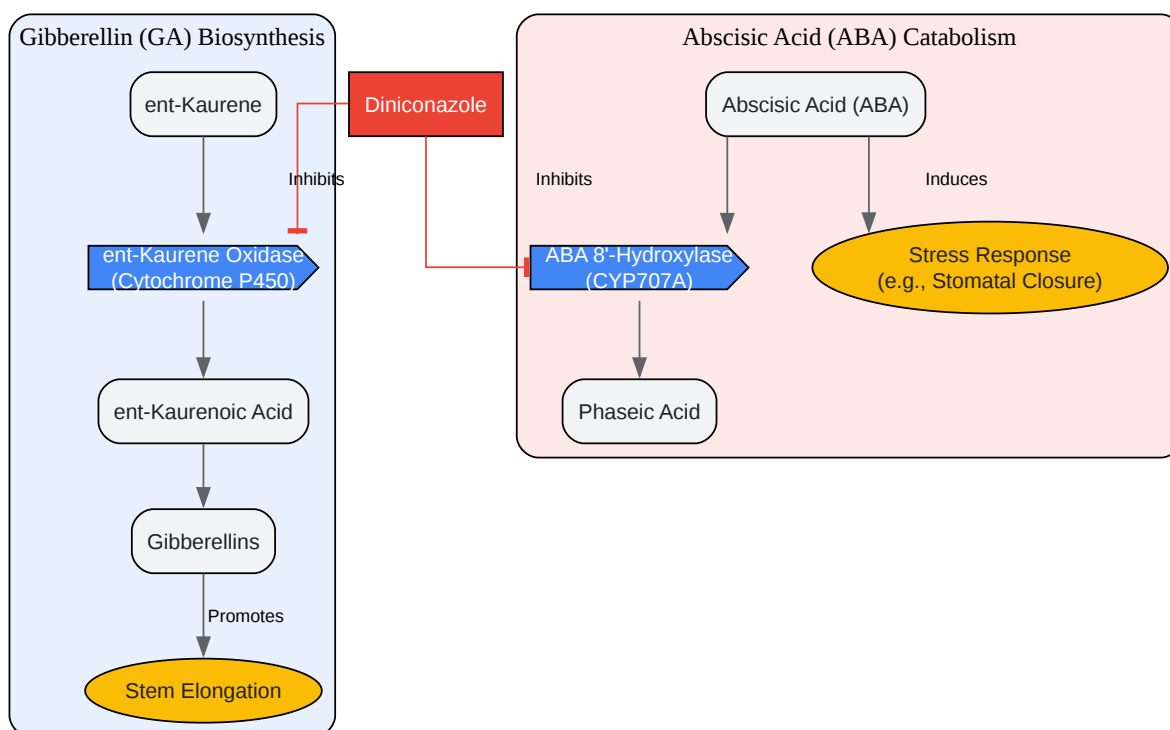 Gibberellin (GA) Biosynthesis
ent-Kaurene
Inhibits
ent-Kaurene Oxidase
(Cytochrome P450)
ent-Kaurenoic Acid
Gibberellins
Promotes
Stem Elongation
Diniconazole
Abscisic Acid (ABA) Catabolism
Abscisic Acid (ABA)
Inhibits
Induces
ABA 8'-Hydroxylase
(CYP707A)
Stress Response
(e.g., Stomatal Closure)
Phaseic Acid